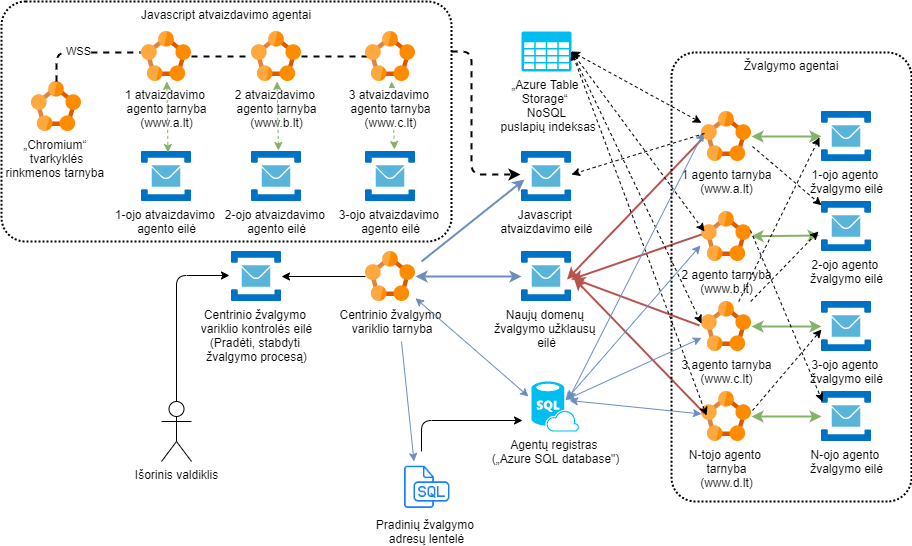 Javascript atvaizdavimo agentai
WSS
1 atvaizdavimo
agento tarnyba
(www.a.lt)
2 atvaizdavimo
agento tarnyba
(www.b.lt)
3 atvaizdavimo
agento tarnyba
(www.c.lt)
„Chromium“
tvarkyklės
rinkmenos tarnyba
1-ojo atvaizdavimo
agento eilė
2-ojo atvaizdavimo
agento eilė
3-ojo atvaizdavimo
agento eilė
„Azure Table
Storage“
NoSQL
puslapių indeksas
Javascript
atvaizdavimo eilė
Centrinio žvalgymo
variklio kontrolės eilė
(Pradėti, stabdyti
žvalgymo procesą)
Centrinio žvalgymo
variklio tarnyba
Naujų domenų
žvalgymo užklausų
eilė
Išorinis valdiklis
SQL
Agentų registras
(„Azure SQL database")
SQL
Pradinių žvalgymo
adresų lentelė
Žvalgymo agentai
1 agento tarnyba
(www.a.lt)
1-ojo agento
žvalgymo eilė
2 agento tarnyba
(www.b.lt)
2-ojo agento
žvalgymo eilė
3 agento tarnyba
(www.c.lt)
3-ojo agento
žvalgymo eilė
N-tojo agento
tarnyba
(www.d.lt)
N-ojo agento
žvalgymo eilė